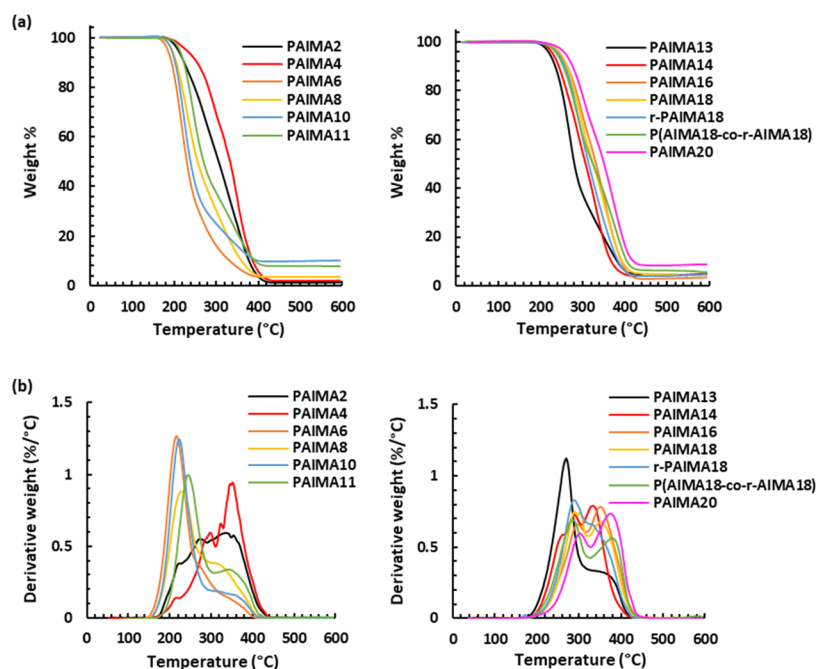 (a)
100
80
60
40
20
0
Weight %
0 100 200 300 400 500 600
Temperature (°C)
PAIMA2
PAIMA4
PAIMA6
PAIMA8
PAIMA10
PAIMA11
100
80
60
40
20
0
Weight %
0 100 200 300 400 500 600
Temperature (°C)
PAIMA13
PAIMA14
PAIMA16
PAIMA18
r-PAIMA18
P(AIMA18-co-r-AIMA18)
PAIMA20
(b)
1.5
1
0.5
0
Derivative weight (%/°C)
0 100 200 300 400 500 600
Temperature (°C)
PAIMA2
PAIMA4
PAIMA6
PAIMA8
PAIMA10
PAIMA11
1.5
1
0.5
0
Derivative weight (%/°C)
0 100 200 300 400 500 600
Temperature (°C)
PAIMA13
PAIMA14
PAIMA16
PAIMA18
r-PAIMA18
P(AIMA18-co-r-AIMA18)
PAIMA20